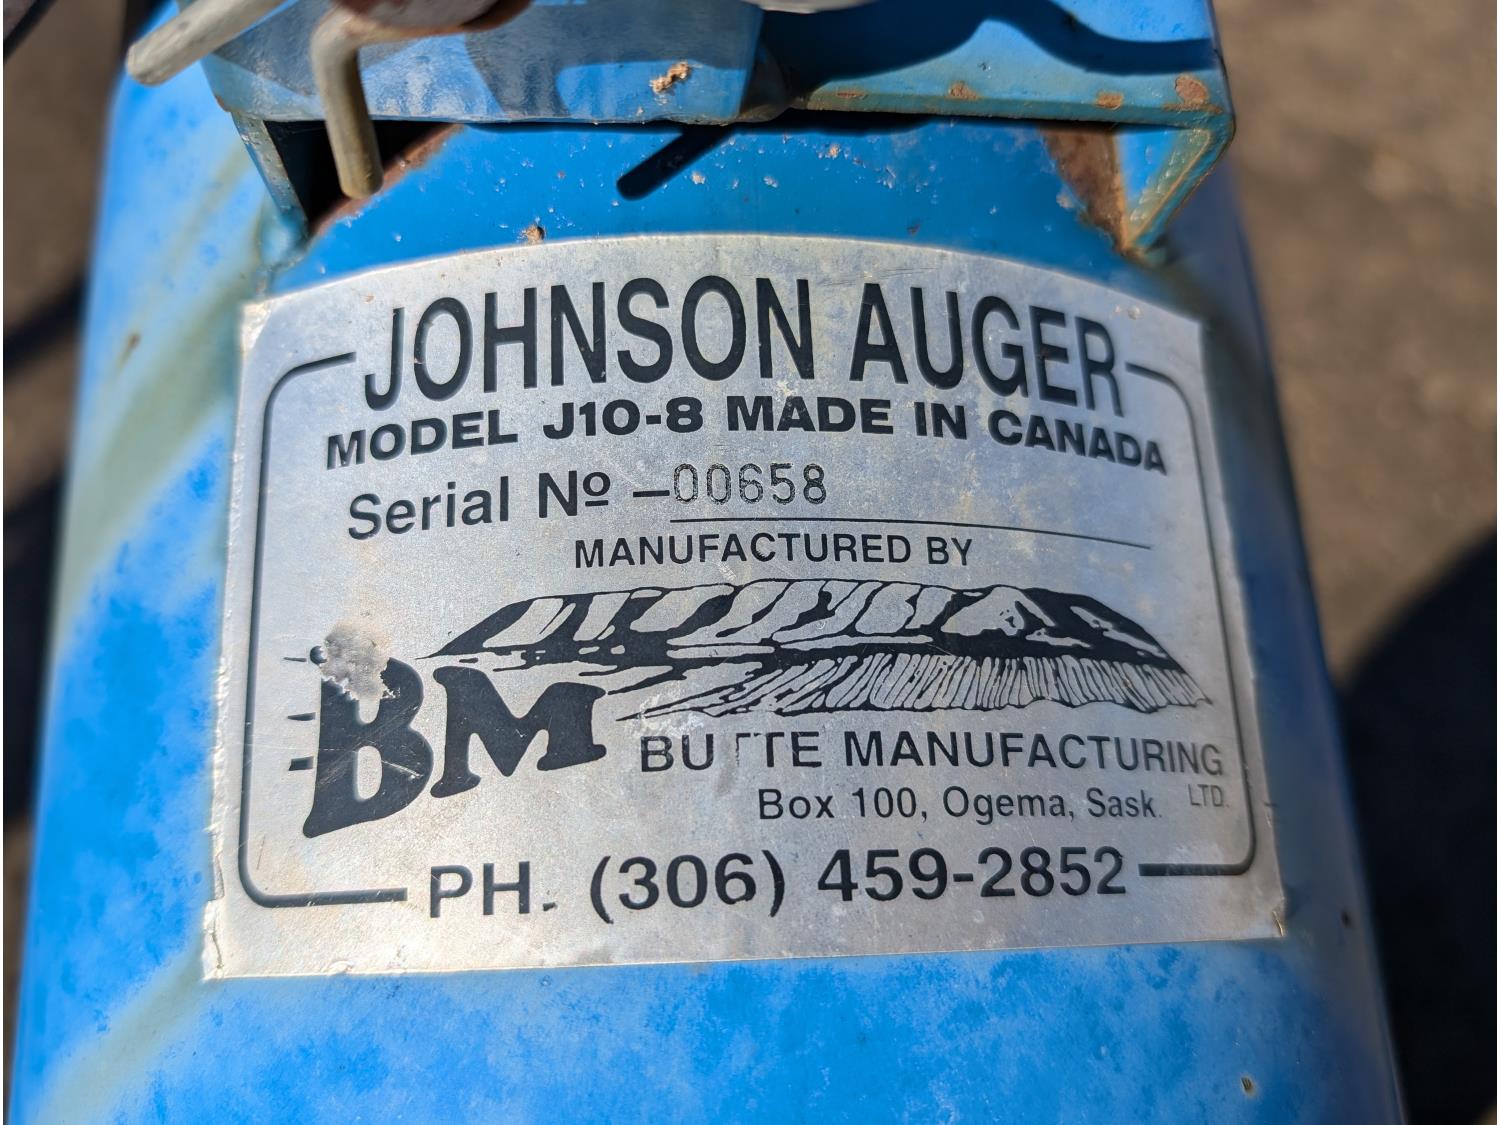 JOHNSON AUGER
MODEL J10-8 MADE IN CANADA
Serial Nº – 00658
MANUFACTURED BY
BM
BUTTE MANUFACTURING
LTD.
Box 100, Ogema, Sask.
PH. (306) 459-2852